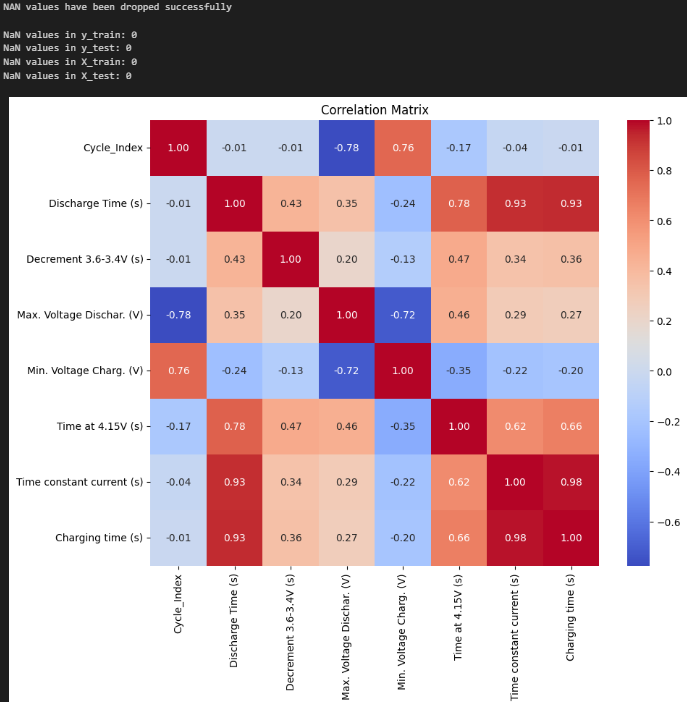 NAN values have been dropped successfully
NaN values in y_train: 0
NaN values in y_test: 0
NaN values in X_train: 0
NaN values in X_test: 0
Correlation Matrix
Cycle_Index 1.00 -0.01 -0.01 -0.78 0.76 -0.17 -0.04 -0.01
Discharge Time (s) -0.01 1.00 0.43 0.35 -0.24 0.78 0.93 0.93
Decrement 3.6-3.4V (s) -0.01 0.43 1.00 0.20 -0.13 0.47 0.34 0.36
Max. Voltage Dischar. (V) -0.78 0.35 0.20 1.00 -0.72 0.46 0.29 0.27
Min. Voltage Charg. (V) 0.76 -0.24 -0.13 -0.72 1.00 -0.35 -0.22 -0.20
Time at 4.15V (s) -0.17 0.78 0.47 0.46 -0.35 1.00 0.62 0.66
Time constant current (s) -0.04 0.93 0.34 0.29 -0.22 0.62 1.00 0.98
Charging time (s) -0.01 0.93 0.36 0.27 -0.20 0.66 0.98 1.00
Cycle_Index
Discharge Time (s)
Decrement 3.6-3.4V (s)
Max. Voltage Dischar. (V)
Min. Voltage Charg. (V)
Time at 4.15V (s)
Time constant current (s)
Charging time (s)
1.0
0.8
0.6
0.4
0.2
0.0
−0.2
−0.4
−0.6